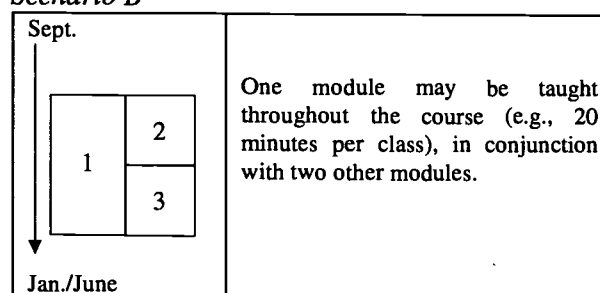 Sept.
1
2
3
Jan./June
One module may be taught
throughout the course (e.g., 20
minutes per class), in conjunction
with two other modules.